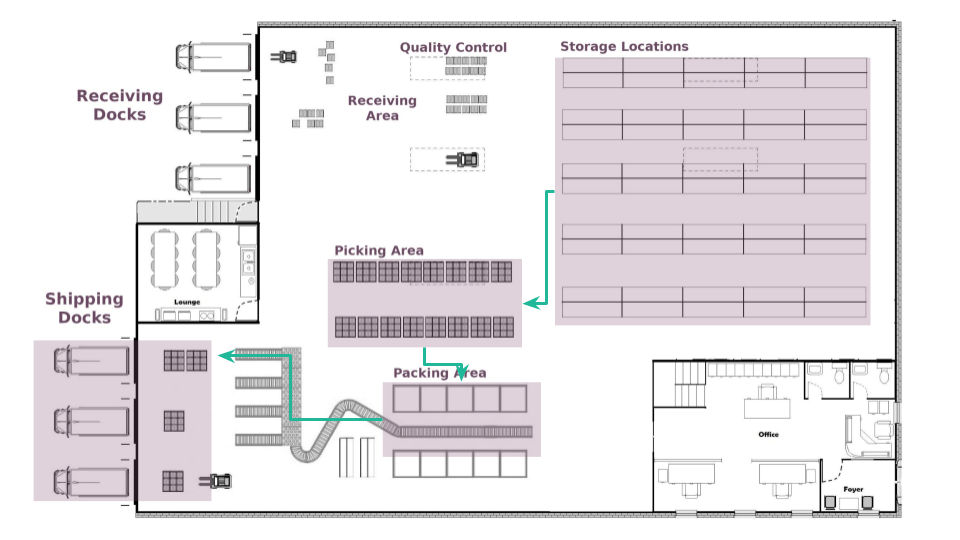 Quality Control
Storage Locations
Receiving
Docks
Receiving
Area
Picking Area
Shipping
Docks
Lounge
Packing Area
Office
Foyer